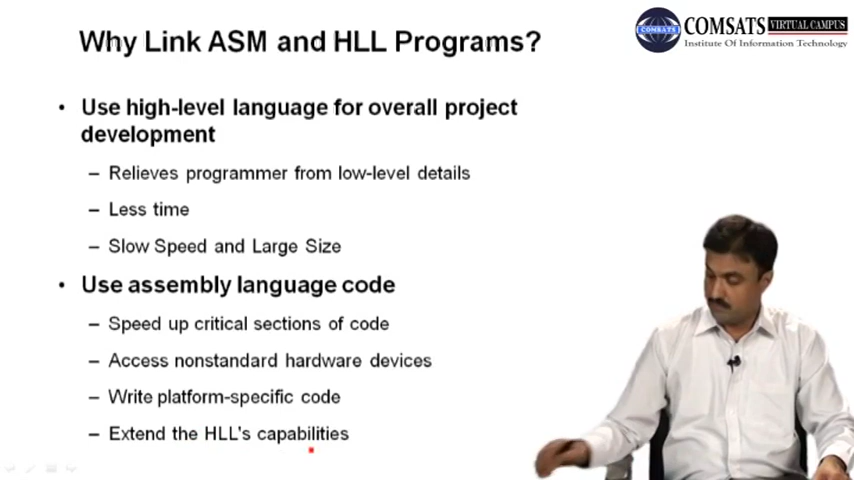 Why Link ASM and HLL Programs?
COMSATS
VIRTUAL CAMPUS
Institute Of Information Technology
COMSATS
• Use high-level language for overall project
development
– Relieves programmer from low-level details
– Less time
– Slow Speed and Large Size
• Use assembly language code
– Speed up critical sections of code
– Access nonstandard hardware devices
– Write platform-specific code
– Extend the HLL's capabilities